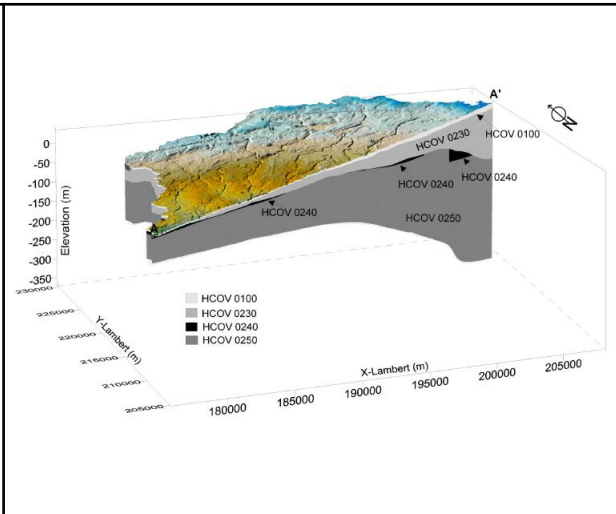 A'
N
HCOV 0100
HCOV 0230
HCOV 0240
HCOV 0240
HCOV 0240
HCOV 0250
A
Elevation (m)
0
-50
-100
-150
-200
-250
-300
-350
230000
225000
220000
215000
210000
205000
Y-Lambert (m)
HCOV 0100
HCOV 0230
HCOV 0240
HCOV 0250
X-Lambert (m)
180000
185000
190000
195000
200000
205000